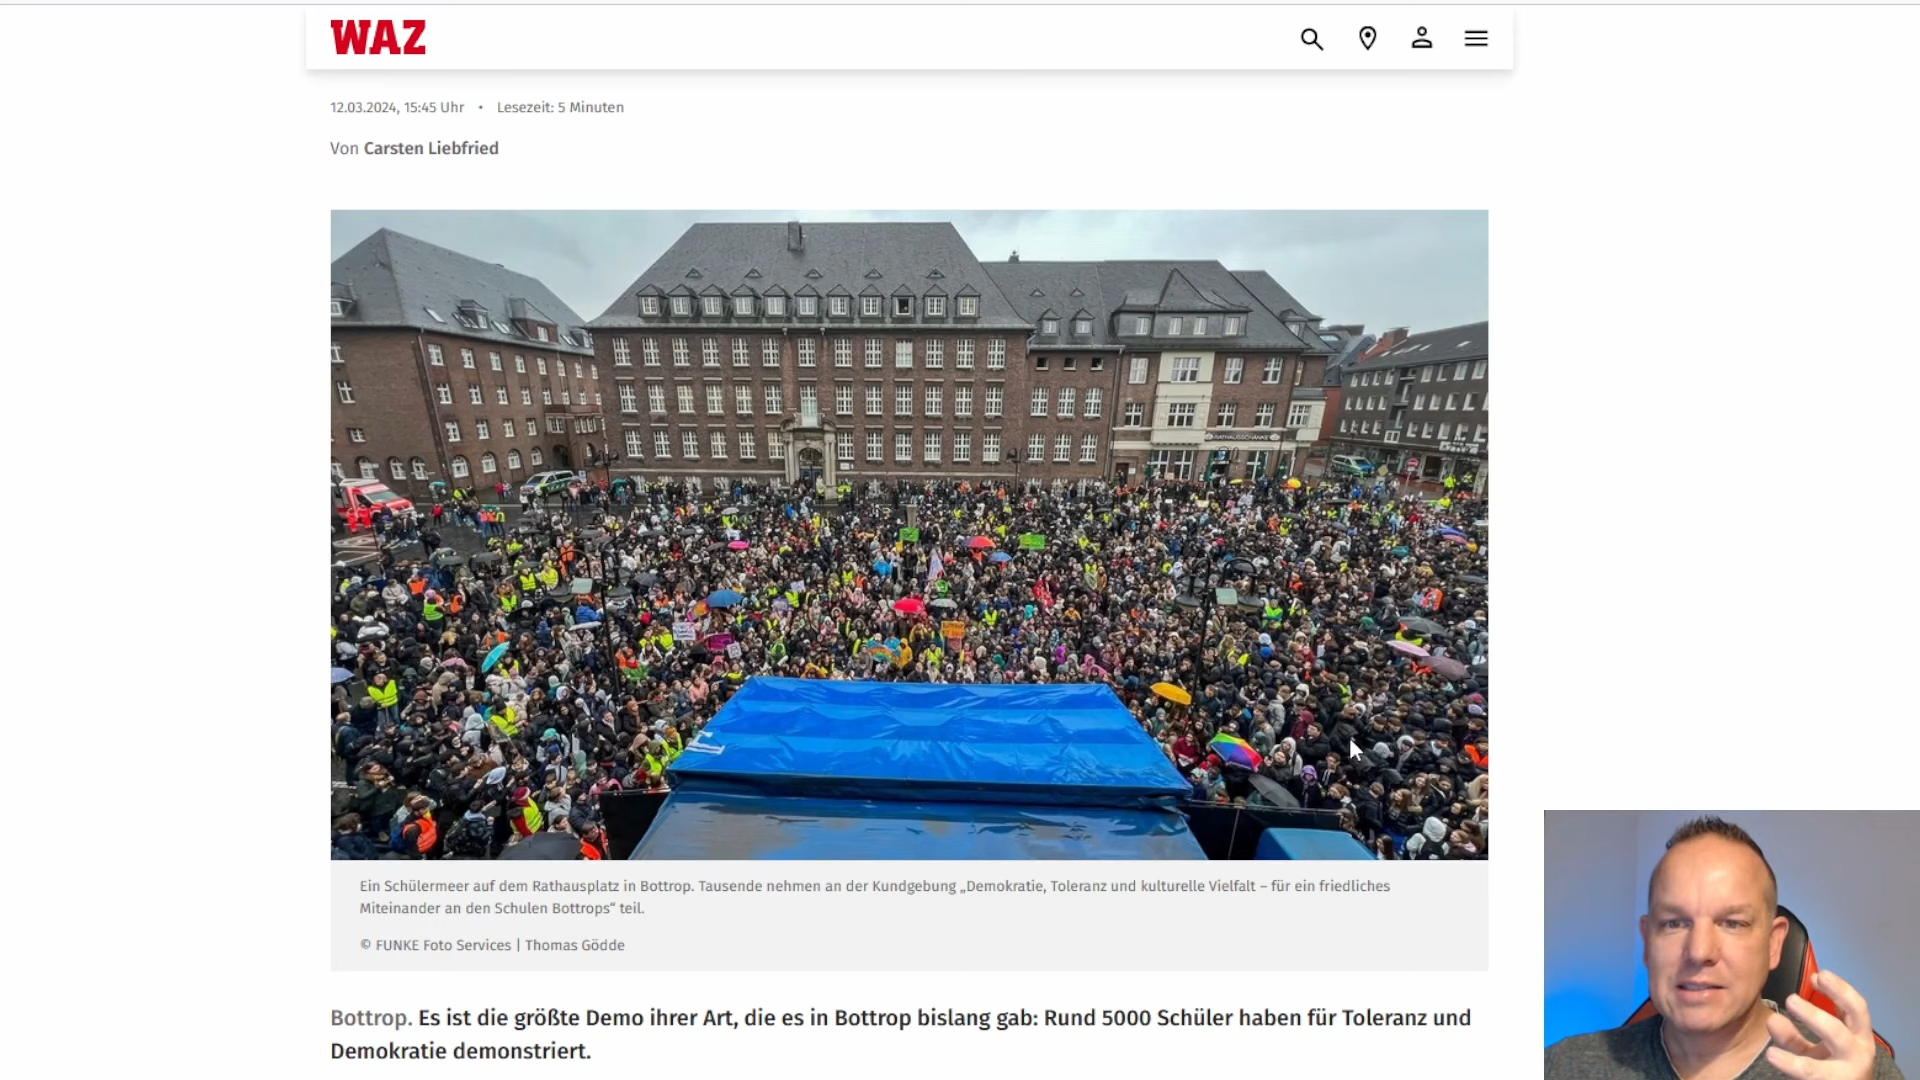 WAZ
12.03.2024, 15:45 Uhr • Lesezeit: 5 Minuten
Von Carsten Liebfried
RATHAUSSCHÄNKE
Ein Schülermeer auf dem Rathausplatz in Bottrop. Tausende nehmen an der Kundgebung „Demokratie, Toleranz und kulturelle Vielfalt – für ein friedliches
Miteinander an den Schulen Bottrops“ teil.
© FUNKE Foto Services | Thomas Gödde
Bottrop. Es ist die größte Demo ihrer Art, die es in Bottrop bislang gab: Rund 5000 Schüler haben für Toleranz und
Demokratie demonstriert.